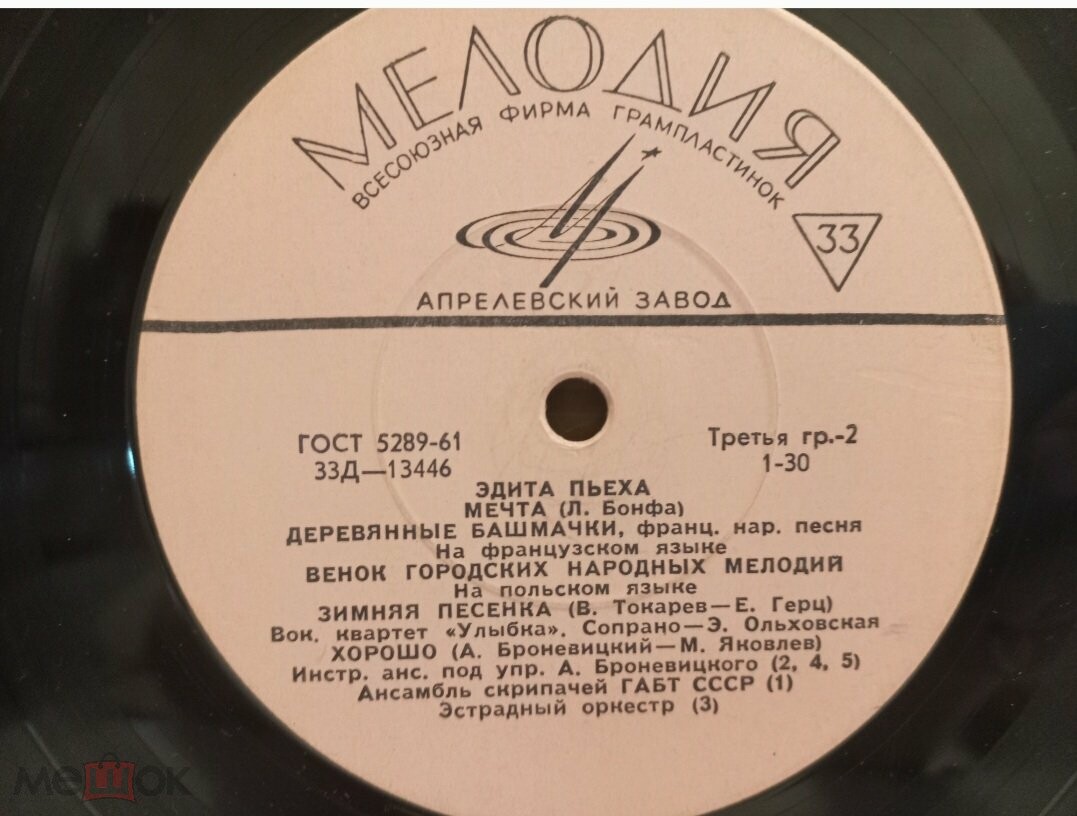 МЕЛОДИЯ
ВСЕСОЮЗНАЯ ФИРМА ГРАМПЛАСТИНОК
33
АПРЕЛЕВСКИЙ ЗАВОД
ГОСТ 5289-61
Третья гр.-2
33Д—13446
1-30
ЭДИТА ПЬЕХА
МЕЧТА (Л. Бонфа)
ДЕРЕВЯННЫЕ БАШМАЧКИ, франц. нар. песня
На французском языке
ВЕНОК ГОРОДСКИХ НАРОДНЫХ МЕЛОДИЙ
На польском языке
ЗИМНЯЯ ПЕСЕНКА (В. Токарев—Е. Герц)
Вок. квартет «Улыбка». Сопрано—Э. Ольховская
ХОРОШО (А. Броневицкий—М. Яковлев)
Инстр. анс. под упр. А. Броневицкого (2, 4, 5)
Ансамбль скрипачей ГАБТ СССР (1)
Эстрадный оркестр (3)
мешок